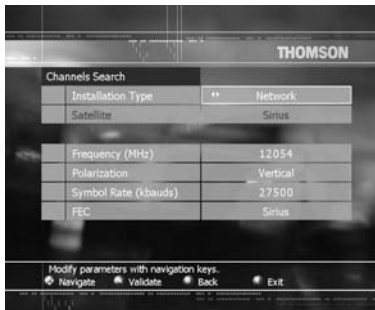 THOMSON
Channels Search
Installation Type Network
Satellite Sirius
Frequency (MHz) 12054
Polarization Vertical
Symbol Rate (kbauds) 27500
FEC Sirius
Modify parameters with navigation keys.
Navigate Validate Back Exit